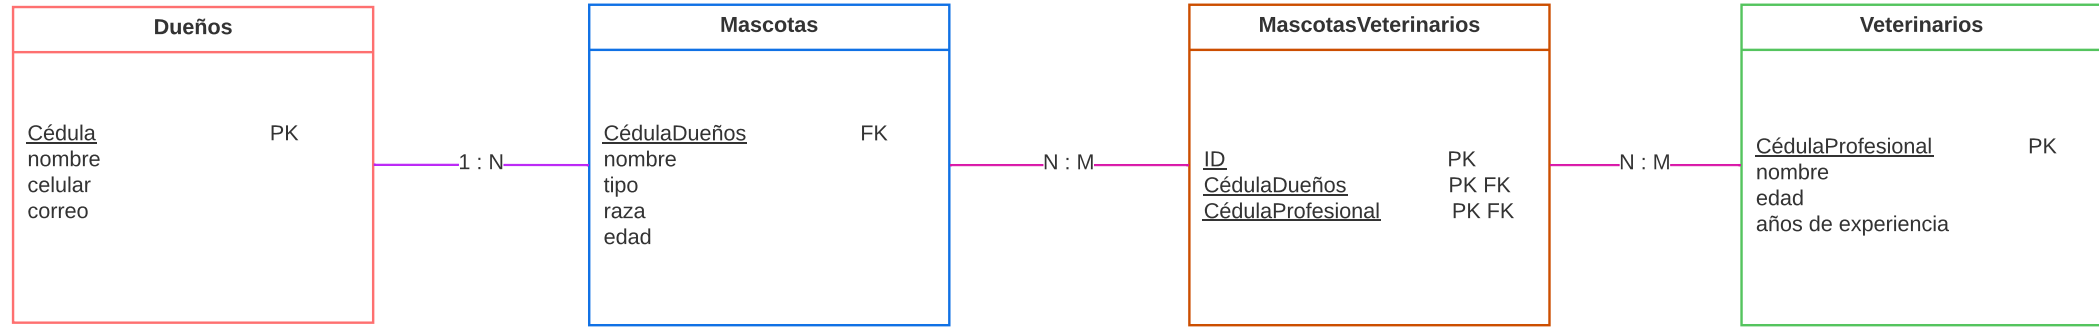 Dueños
Cédula PK
nombre
celular
correo
1 : N
Mascotas
CédulaDueños FK
nombre
tipo
raza
edad
N : M
MascotasVeterinarios
ID PK
CédulaDueños PK FK
CédulaProfesional PK FK
N : M
Veterinarios
CédulaProfesional PK
nombre
edad
años de experiencia